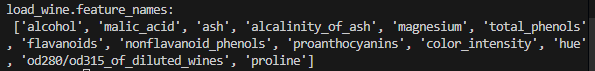 load_wine.feature_names:
['alcohol', 'malic_acid', 'ash', 'alcalinity_of_ash', 'magnesium', 'total_phenols'
, 'flavanoids', 'nonflavanoid_phenols', 'proanthocyanins', 'color_intensity', 'hue'
, 'od280/od315_of_diluted_wines', 'proline']